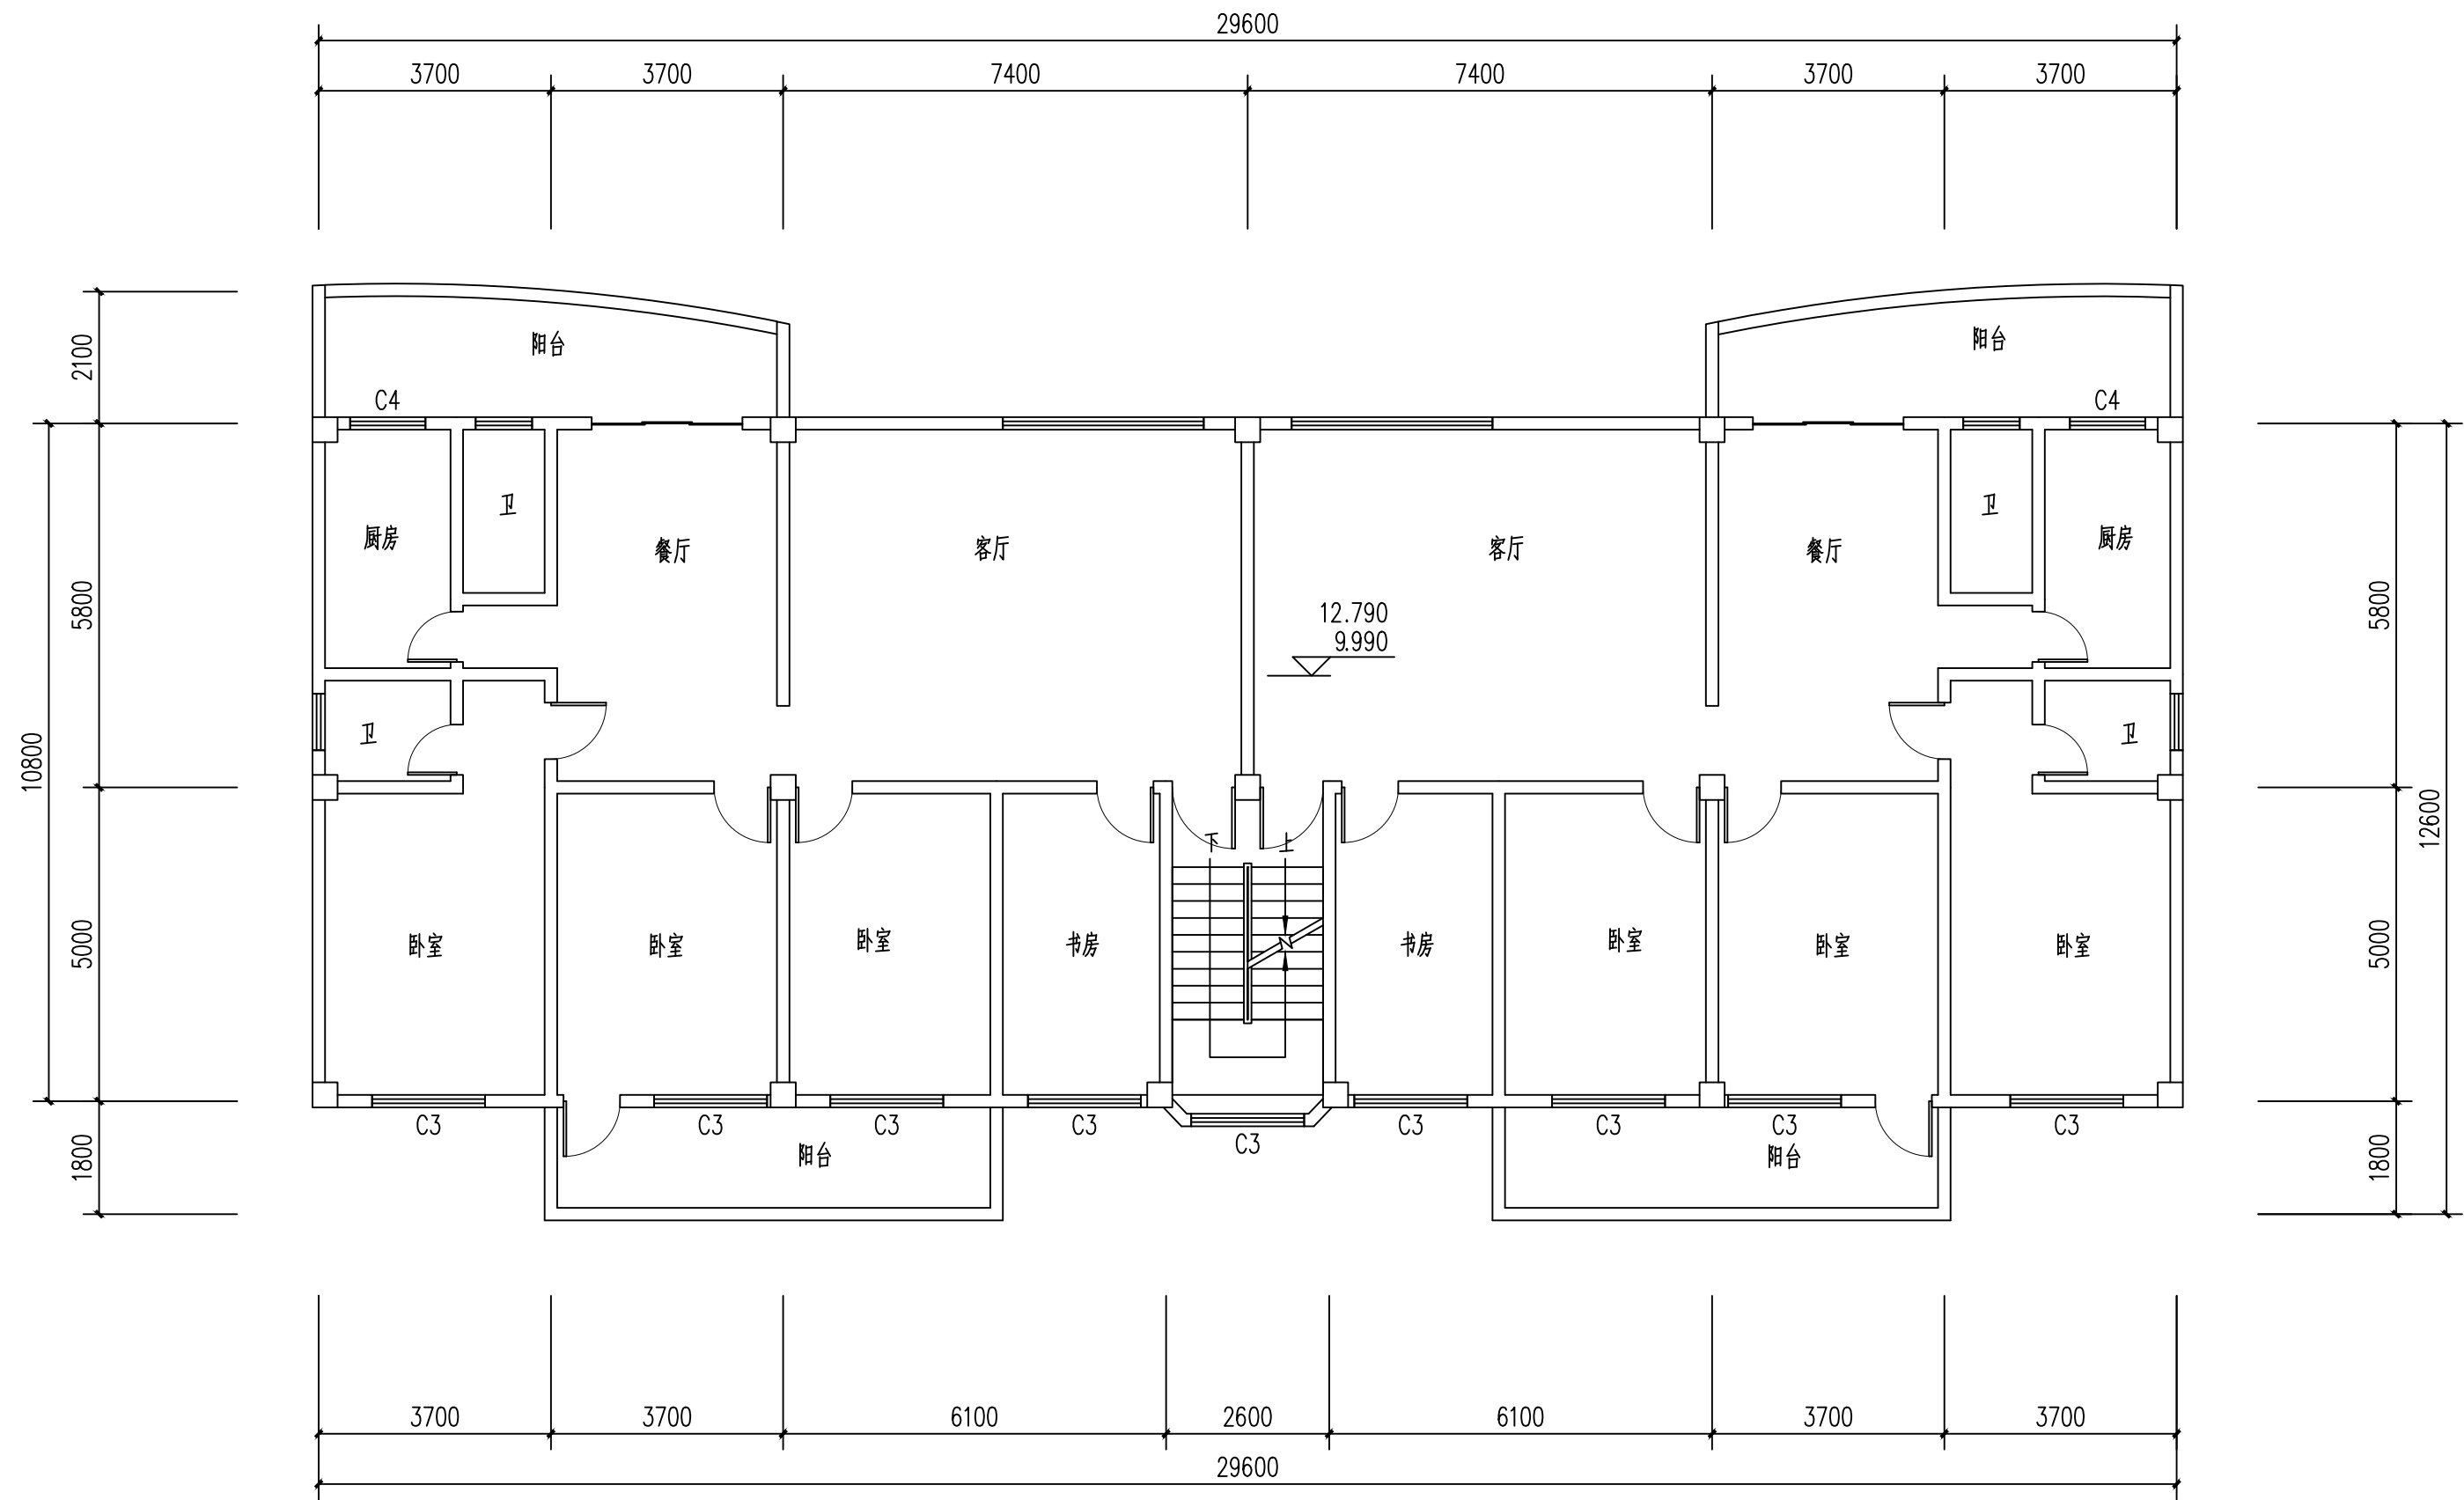 29600
3700 3700 7400 7400 3700 3700
2100
阳台 阳台
C4 C4
5800 5800
厨房 卫 餐厅 客厅 客厅 餐厅 卫 厨房
12.790
9.990
卫 卫
10800 12600
下 上
5000 5000
卧室 卧室 卧室 书房 书房 卧室 卧室 卧室
C3 C3 C3 C3 C3 C3 C3 C3 C3
1800 阳台 阳台 1800
3700 3700 6100 2600 6100 3700 3700
29600